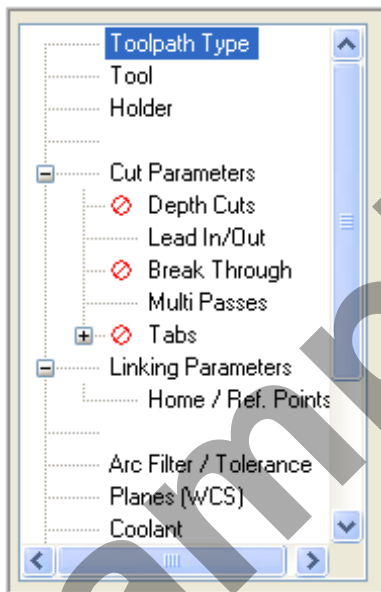 Toolpath Type
Tool
Holder
Cut Parameters
Depth Cuts
Lead In/Out
Break Through
Multi Passes
Tabs
Linking Parameters
Home / Ref. Points
Arc Filter / Tolerance
Planes (WCS)
Coolant